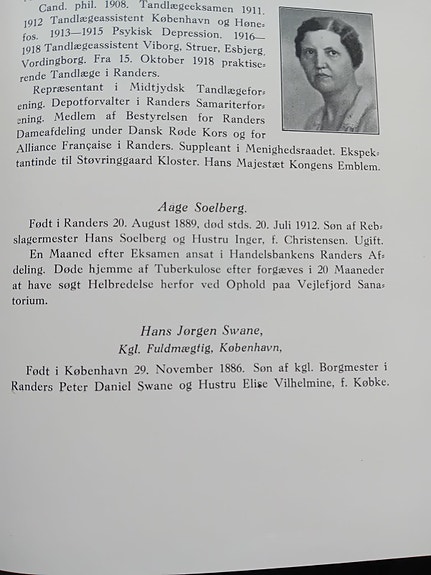 Cand. phil. 1908. Tandlægeeksamen 1911.
1912 Tandlægeassistent København og Høne=
fos. 1913—1915 Psykisk Depression. 1916—
1918 Tandlægeassistent Viborg, Struer, Esbjerg,
Vordingborg. Fra 15. Oktober 1918 praktise=
rende Tandlæge i Randers.
Repræsentant i Midtjydsk Tandlægefor=
ening. Depotforvalter i Randers Samariterfor=
ening. Medlem af Bestyrelsen for Randers
Dameafdeling under Dansk Røde Kors og for
Alliance Française i Randers. Suppleant i Menighedsraadet. Ekspek=
tantinde til Støvringgaard Kloster. Hans Majestæt Kongens Emblem.
Aage Soelberg.
Født i Randers 20. August 1889, død stds. 20. Juli 1912. Søn af Reb=
slagermester Hans Soelberg og Hustru Inger, f. Christensen. Ugift.
En Maaned efter Eksamen ansat i Handelsbankens Randers Af=
deling. Døde hjemme af Tuberkulose efter forgæves i 20 Maaneder
at have søgt Helbredelse herfor ved Ophold paa Vejlefjord Sana=
torium.
Hans Jørgen Swane,
Kgl. Fuldmægtig, København,
Født i København 29. November 1886. Søn af kgl. Borgmester i
Randers Peter Daniel Swane og Hustru Elise Vilhelmine, f. Købke.